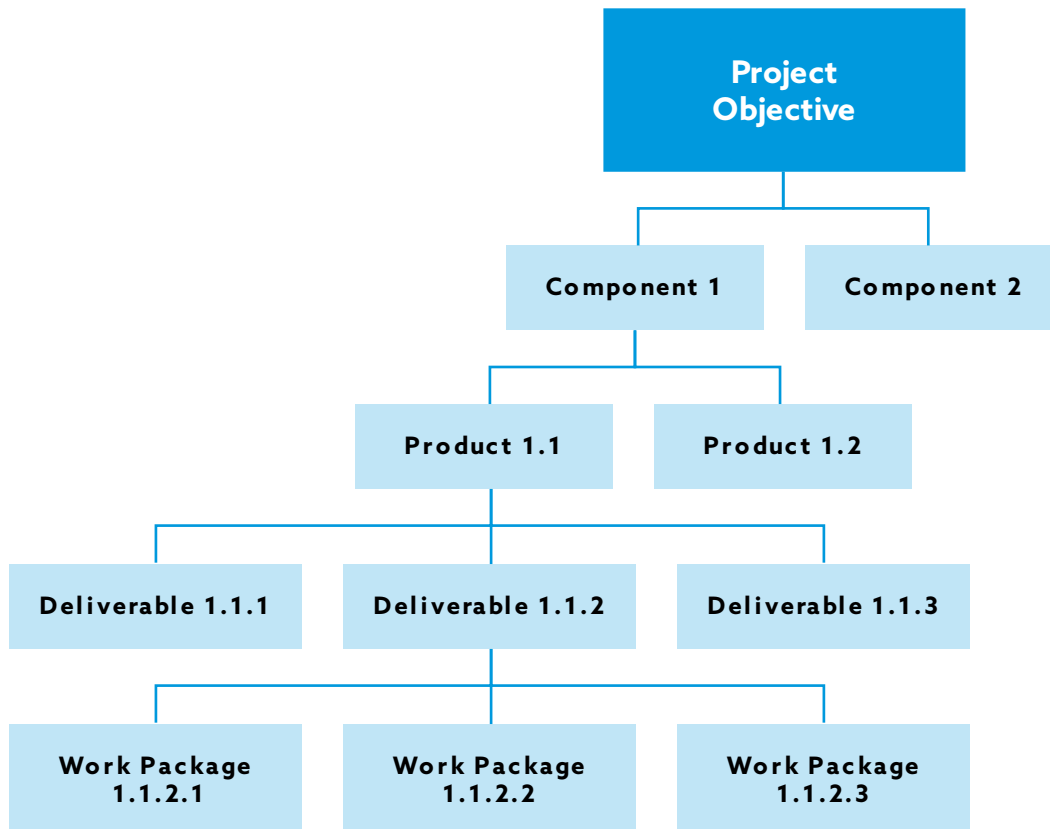 Project
Objective
Component 1
Component 2
Product 1.1
Product 1.2
Deliverable 1.1.1
Deliverable 1.1.2
Deliverable 1.1.3
Work Package
1.1.2.1
Work Package
1.1.2.2
Work Package
1.1.2.3